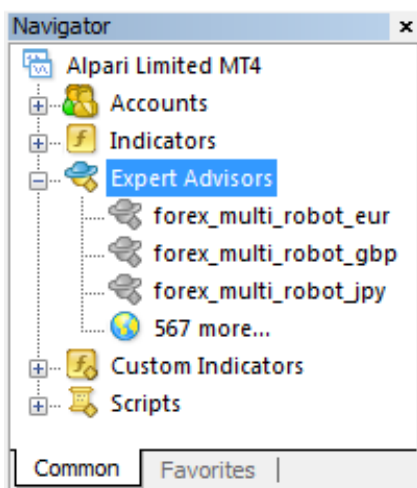 Navigator x
Alpari Limited MT4
Accounts
Indicators
Expert Advisors
forex_multi_robot_eur
forex_multi_robot_gbp
forex_multi_robot_jpy
567 more...
Custom Indicators
Scripts
Common Favorites |